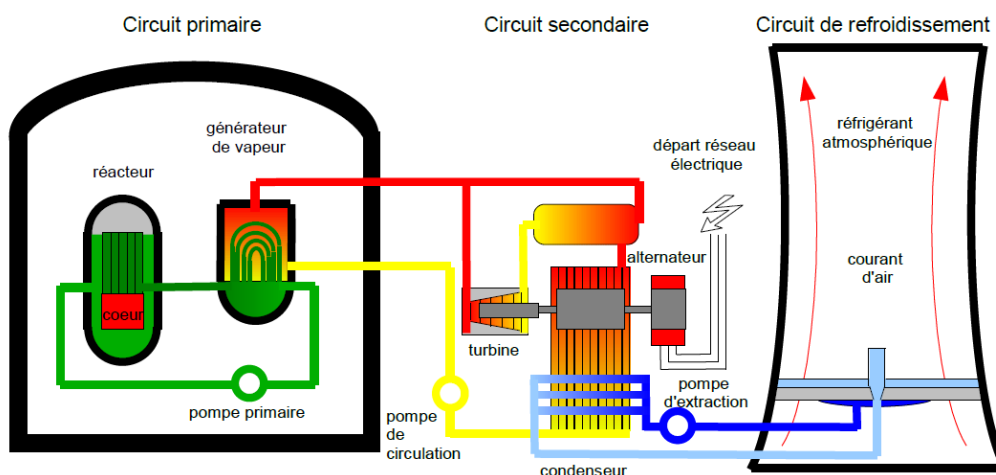 Circuit primaire
Circuit secondaire
Circuit de refroidissement
générateur
de vapeur
réacteur
départ réseau
électrique
réfrigérant
atmosphérique
alternateur
courant
d'air
coeur
turbine
pompe primaire
pompe
de
circulation
pompe
d'extraction
condenseur